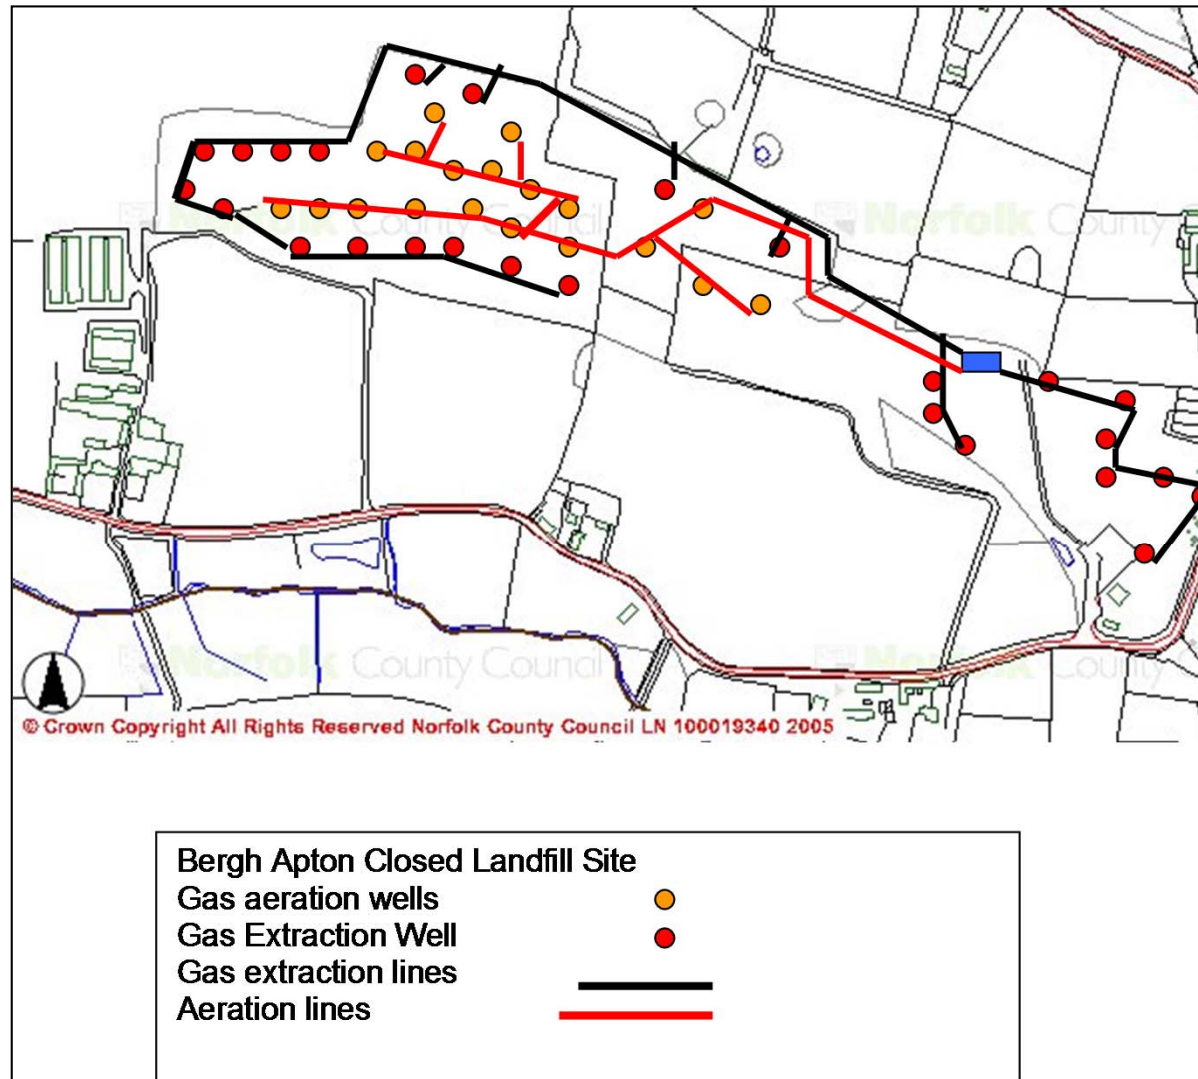 Norfolk County Council
Norfolk County
Norfolk County Council
Norfolk County
© Crown Copyright All Rights Reserved Norfolk County Council LN 100019340 2005
Bergh Apton Closed Landfill Site
Gas aeration wells
Gas Extraction Well
Gas extraction lines
Aeration lines